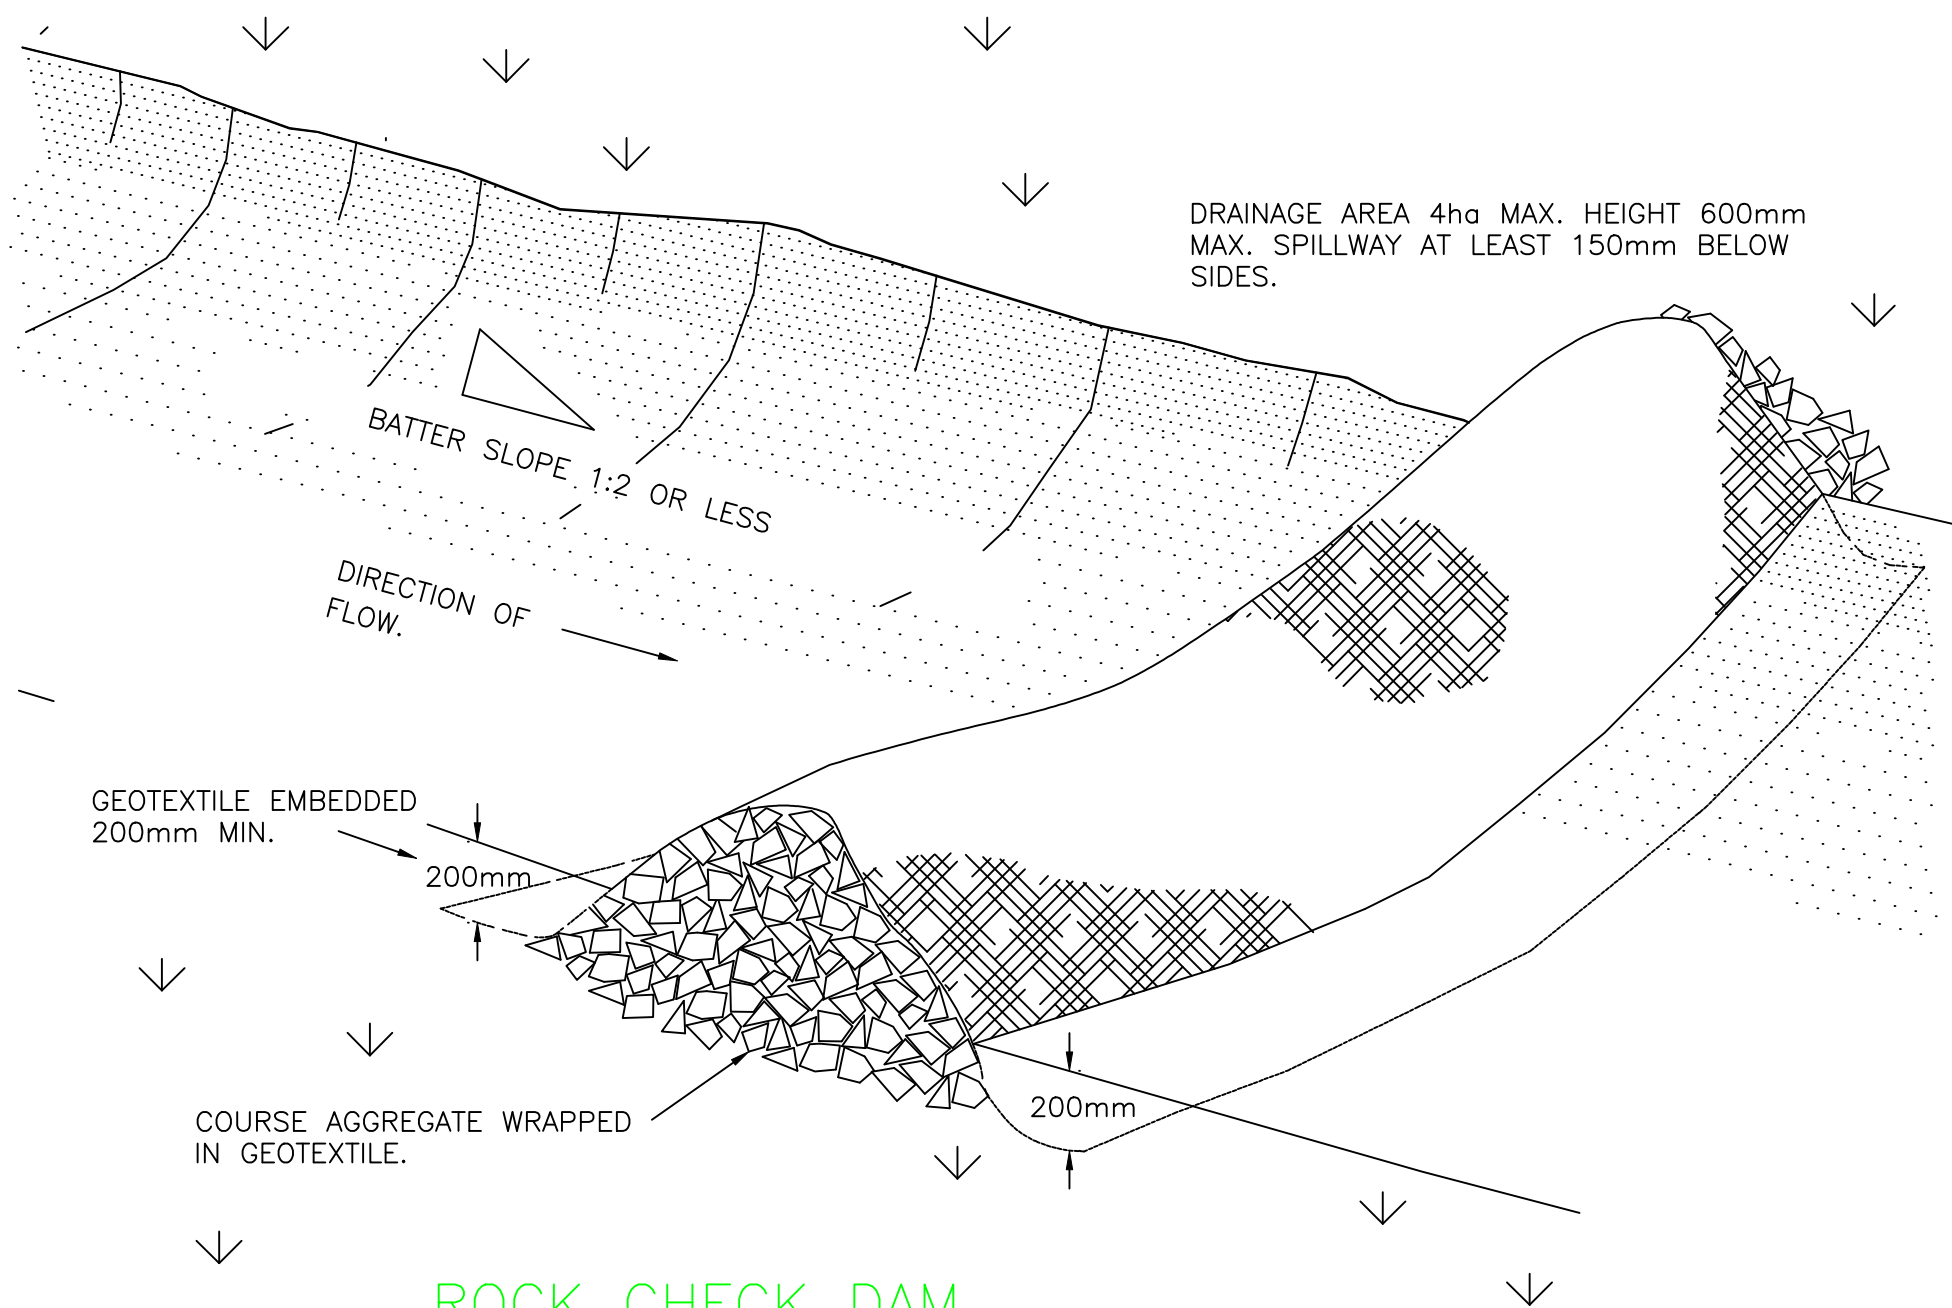 DRAINAGE AREA 4ha MAX. HEIGHT 600mm
MAX. SPILLWAY AT LEAST 150mm BELOW
SIDES.
BATTER SLOPE 1:2 OR LESS
DIRECTION OF
FLOW.
GEOTEXTILE EMBEDDED
200mm MIN.
200mm
COURSE AGGREGATE WRAPPED
IN GEOTEXTILE.
200mm
ROCK CHECK DAM